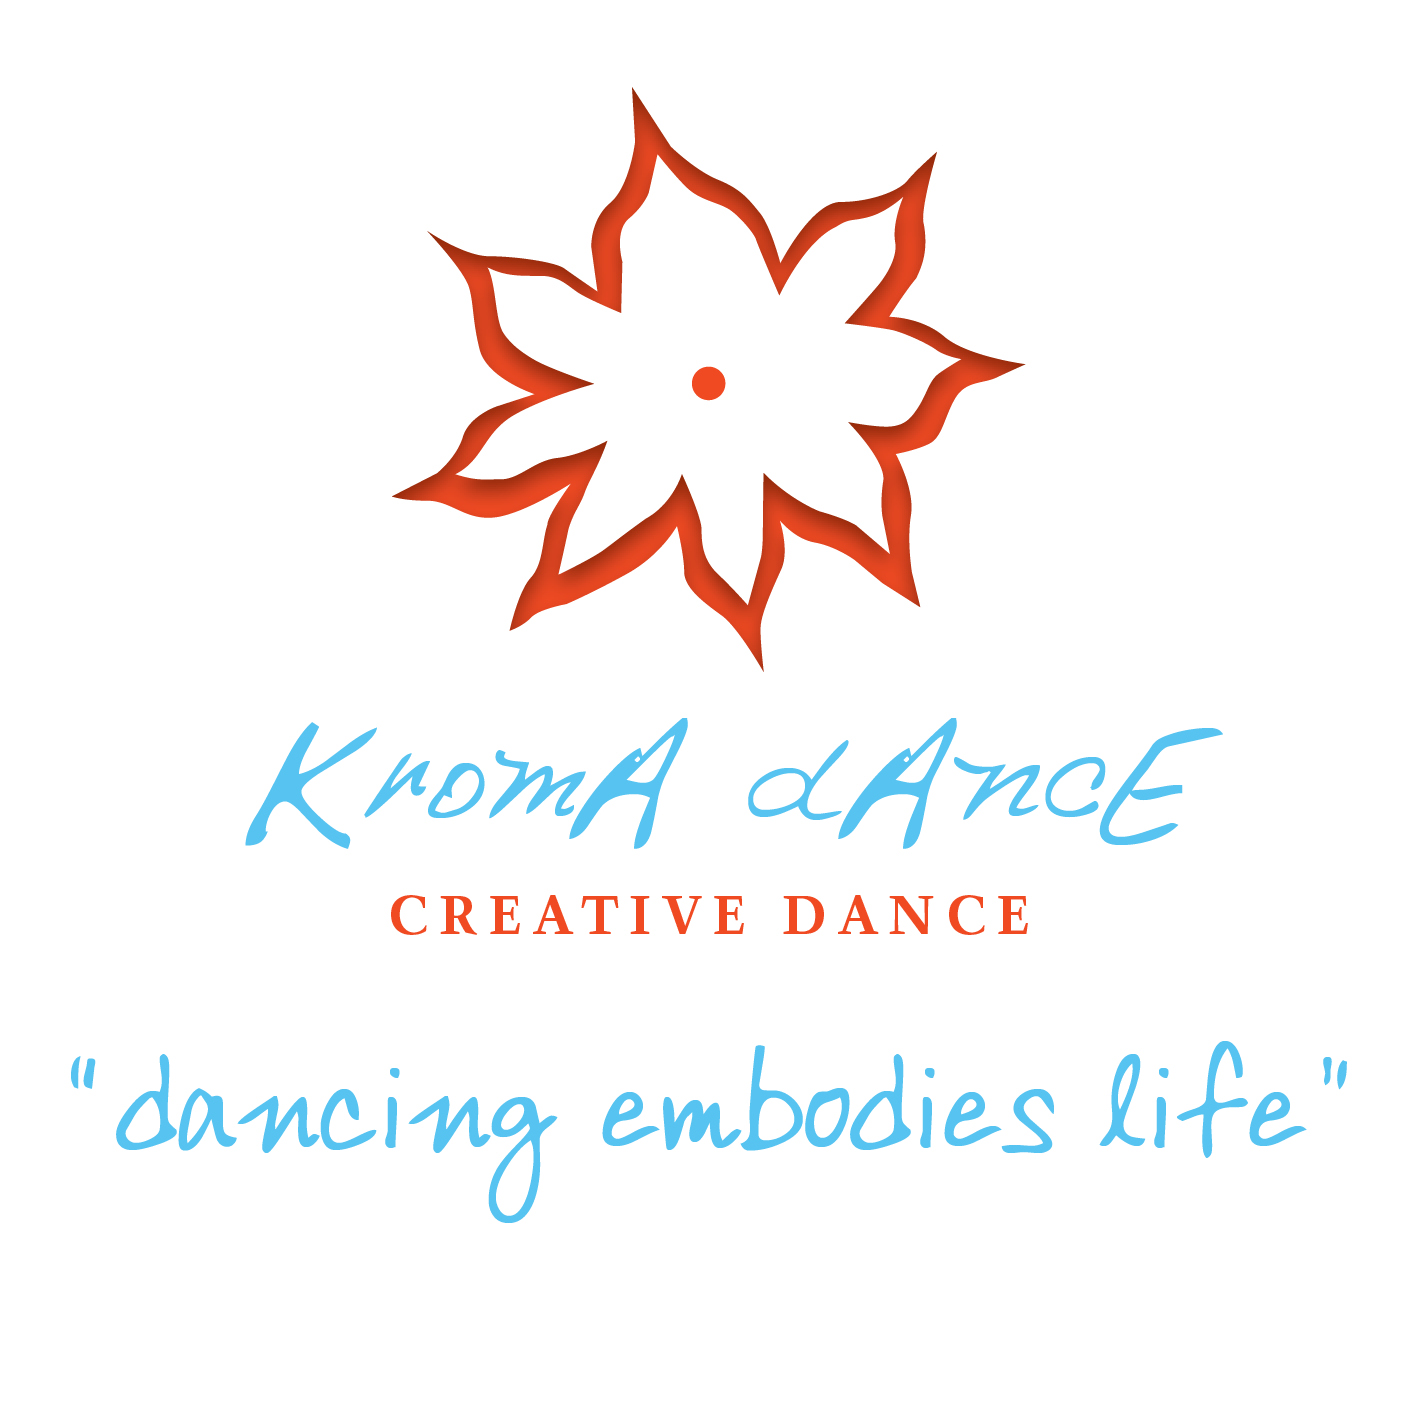 KromA dAncE
CREATIVE DANCE
"dancing embodies life"